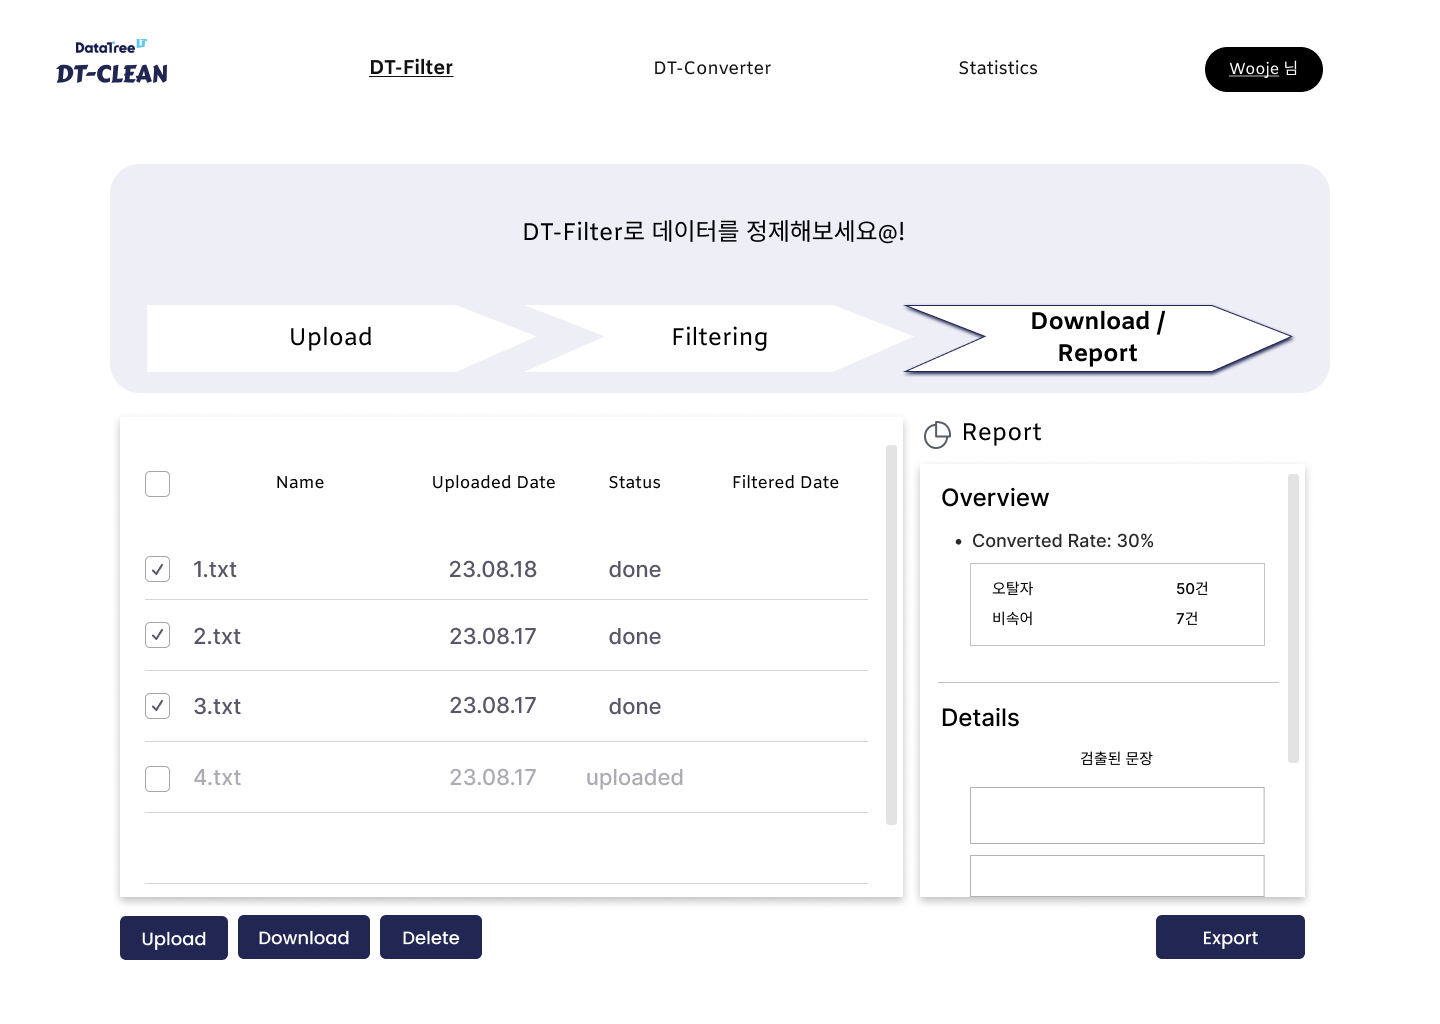 DataTree IT
DT-CLEAN
DT-Filter
DT-Converter
Statistics
Wooje 님
DT-Filter로 데이터를 정제해보세요@!
Upload
Filtering
Download /
Report
Name Uploaded Date Status Filtered Date
1.txt 23.08.18 done
2.txt 23.08.17 done
3.txt 23.08.17 done
4.txt 23.08.17 uploaded
Upload
Download
Delete
Report
Overview
• Converted Rate: 30%
오탈자 50건
비속어 7건
Details
검출된 문장
Export